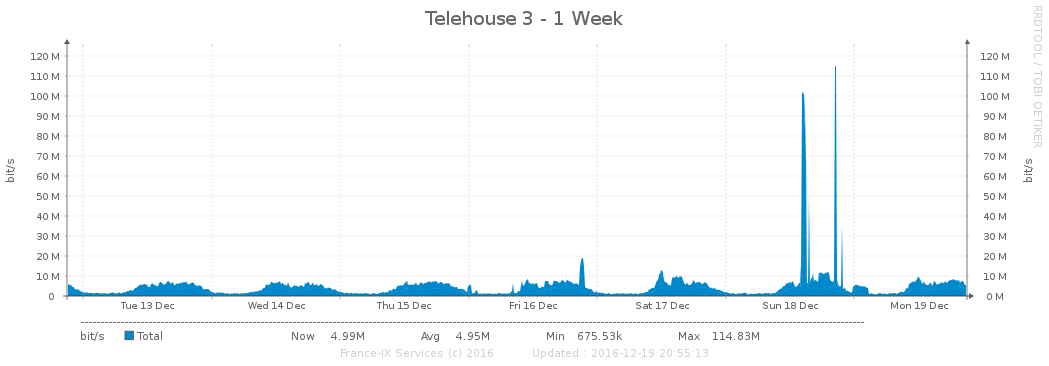 Telehouse 3 - 1 Week
RRDTOOL / TOBI OETIKER
bit/s
120 M 120 M
110 M 110 M
100 M 100 M
90 M 90 M
80 M 80 M
70 M 70 M
60 M 60 M
50 M 50 M
40 M 40 M
30 M 30 M
20 M 20 M
10 M 10 M
0 0 M
bit/s
Tue 13 Dec Wed 14 Dec Thu 15 Dec Fri 16 Dec Sat 17 Dec Sun 18 Dec Mon 19 Dec
bit/s Total Now 4.99M Avg 4.95M Min 675.53k Max 114.83M
France-IX Services (c) 2016 Updated : 2016-12-19 20:55:13